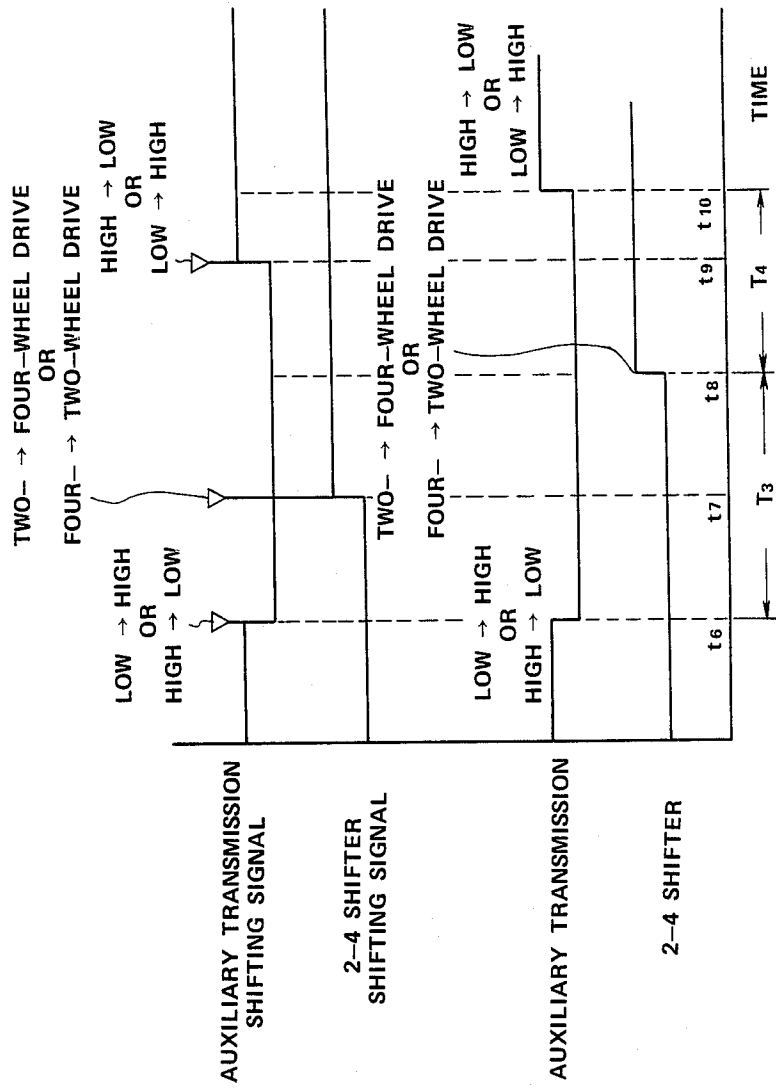 TWO– → FOUR–WHEEL DRIVE
OR
FOUR– → TWO–WHEEL DRIVE
LOW → HIGH
OR
HIGH → LOW
HIGH → LOW
OR
LOW → HIGH
AUXILIARY TRANSMISSION
SHIFTING SIGNAL
2–4 SHIFTER
SHIFTING SIGNAL
TWO– → FOUR–WHEEL DRIVE
OR
FOUR– → TWO–WHEEL DRIVE
LOW → HIGH
OR
HIGH → LOW
HIGH → LOW
OR
LOW → HIGH
AUXILIARY TRANSMISSION
2–4 SHIFTER
t6 t7 t8 t9 t10 TIME
T3 T4